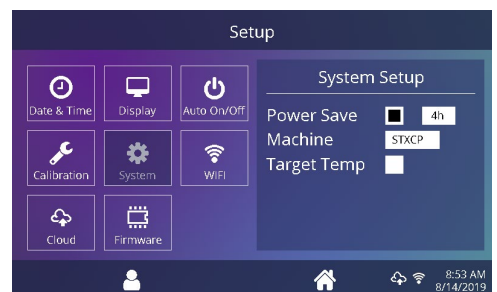 Setup
Date & Time
Display
Auto On/Off
Calibration
System
WIFI
Cloud
Firmware
System Setup
Power Save 4h
Machine STXCP
Target Temp
8:53 AM
8/14/2019